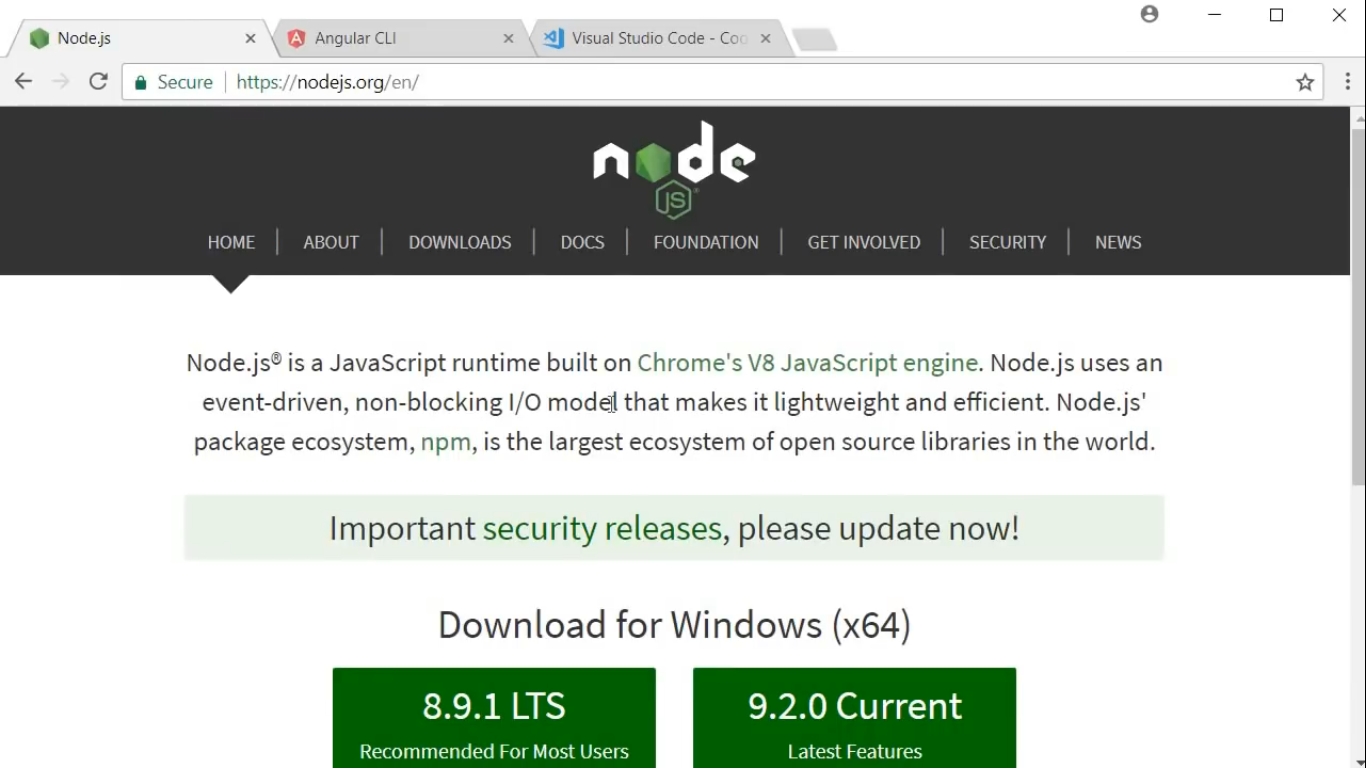 Node.js
Angular CLI
Visual Studio Code - Coo
Secure
https://nodejs.org/en/
node
JS
HOME
ABOUT
DOWNLOADS
DOCS
FOUNDATION
GET INVOLVED
SECURITY
NEWS
Node.js® is a JavaScript runtime built on Chrome's V8 JavaScript engine. Node.js uses an
event-driven, non-blocking I/O model that makes it lightweight and efficient. Node.js'
package ecosystem, npm, is the largest ecosystem of open source libraries in the world.
Important security releases, please update now!
Download for Windows (x64)
8.9.1 LTS
Recommended For Most Users
9.2.0 Current
Latest Features